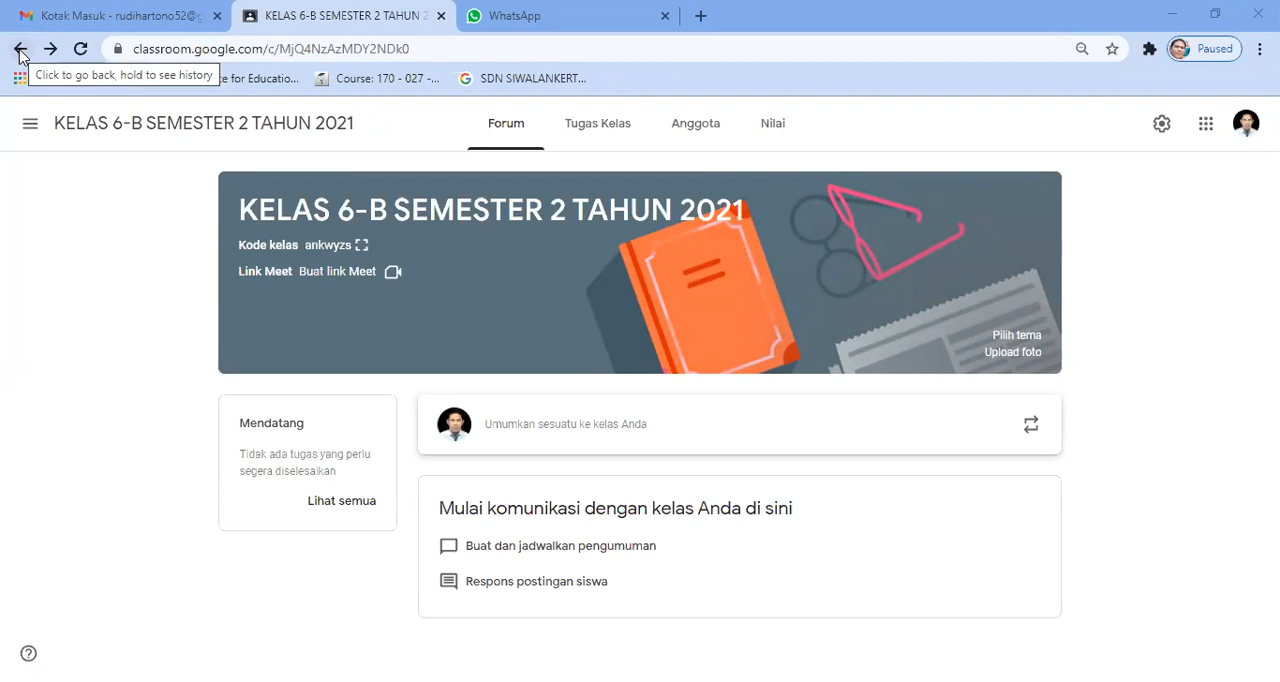 Kotak Masuk - rudihartono52@g
KELAS 6-B SEMESTER 2 TAHUN 2
WhatsApp
classroom.google.com/c/MjQ4NzAzMDY2NDk0
Paused
Click to go back, hold to see history
ce for Educatio...
Course: 170 - 027 -...
SDN SIWALANKERT...
KELAS 6-B SEMESTER 2 TAHUN 2021
Forum
Tugas Kelas
Anggota
Nilai
KELAS 6-B SEMESTER 2 TAHUN 2021
Kode kelas ankwyzs
Link Meet Buat link Meet
Pilih tema
Upload foto
Mendatang
Tidak ada tugas yang perlu
segera diselesaikan
Lihat semua
Umumkan sesuatu ke kelas Anda
Mulai komunikasi dengan kelas Anda di sini
Buat dan jadwalkan pengumuman
Respons postingan siswa